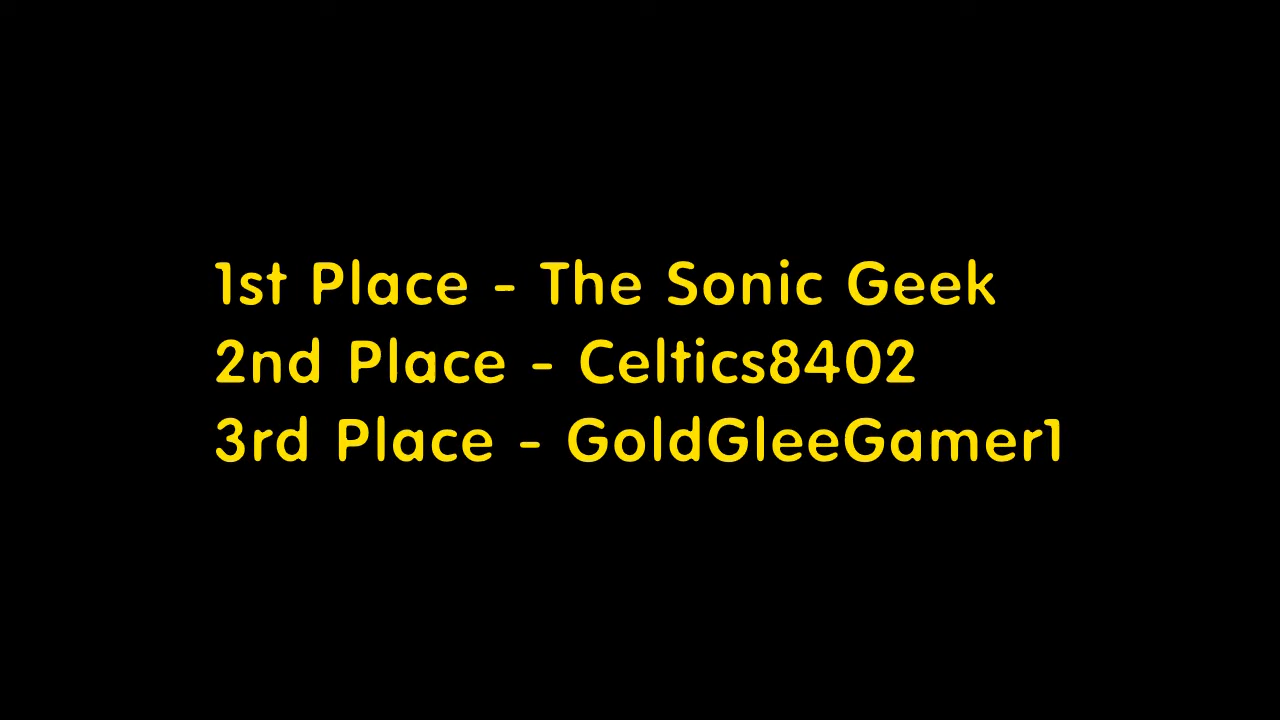 1st Place - The Sonic Geek
2nd Place - Celtics8402
3rd Place - GoldGleeGamer1